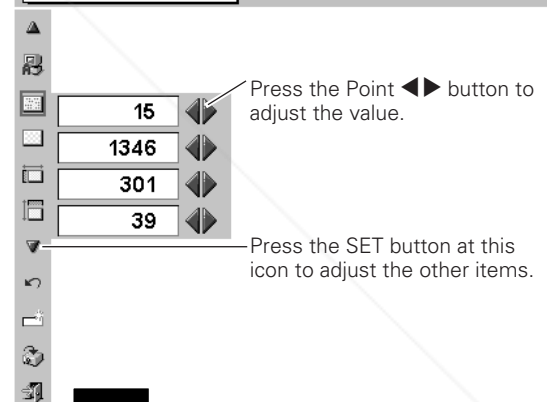 Press the Point ◀▶ button to
adjust the value.
15
1346
301
39
Press the SET button at this
icon to adjust the other items.